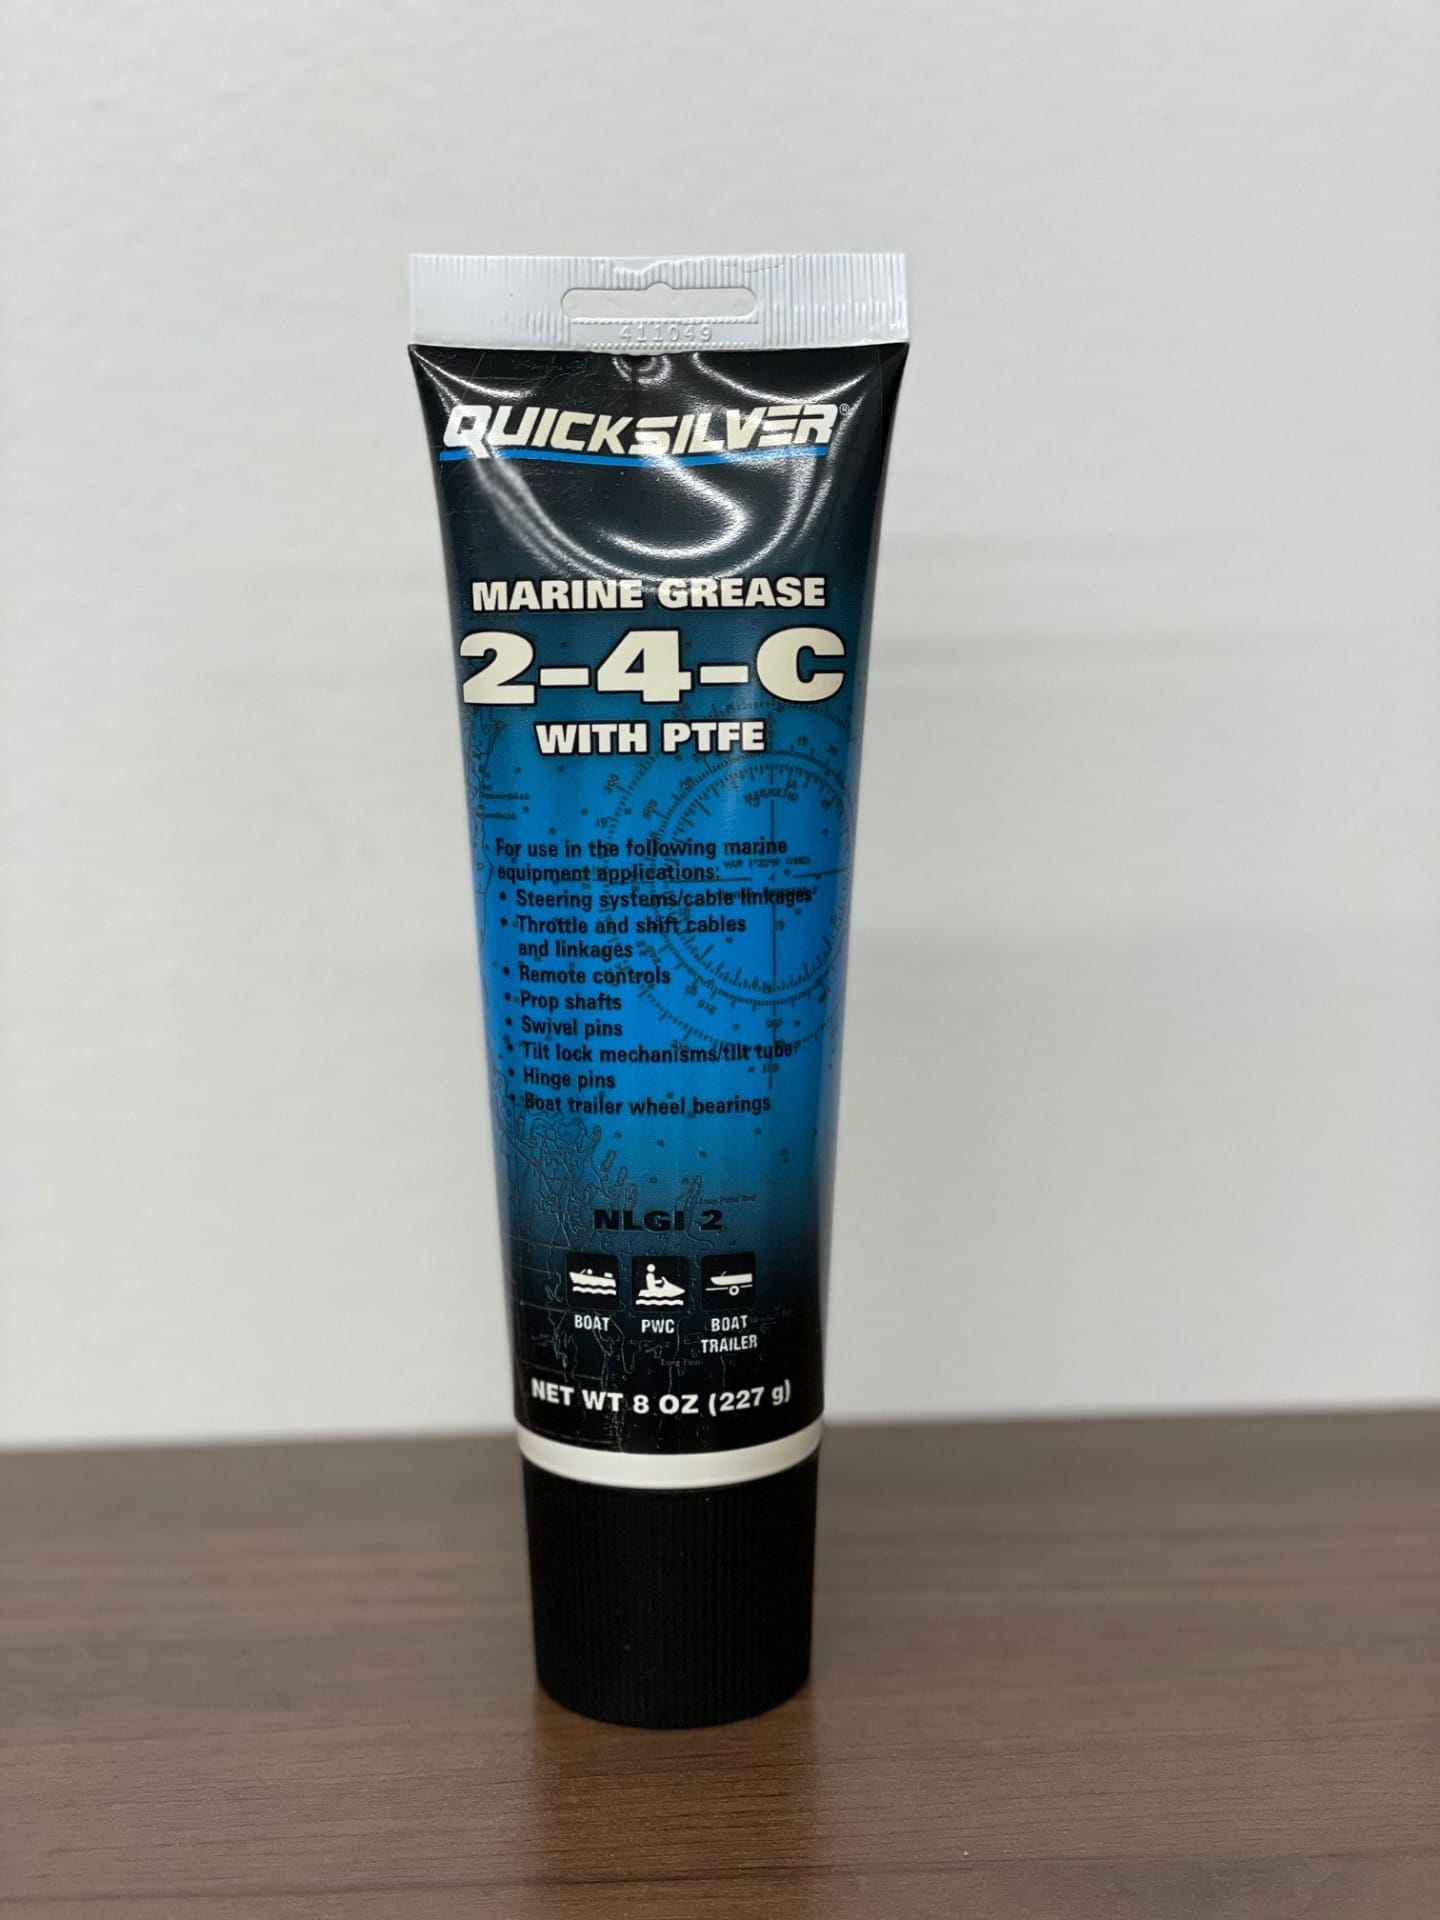 411049
QUICKSILVER®
MARINE GREASE
2-4-C
WITH PTFE
MAGNETIC
For use in the following marine
equipment applications:
• Steering systems/cable linkages
• Throttle and shift cables
and linkages
• Remote controls
• Prop shafts
• Swivel pins
• Tilt lock mechanisms/tilt tube
• Hinge pins
• Boat trailer wheel bearings
NLGI 2
BOAT
PWC
BOAT
TRAILER
NET WT 8 OZ (227 g)